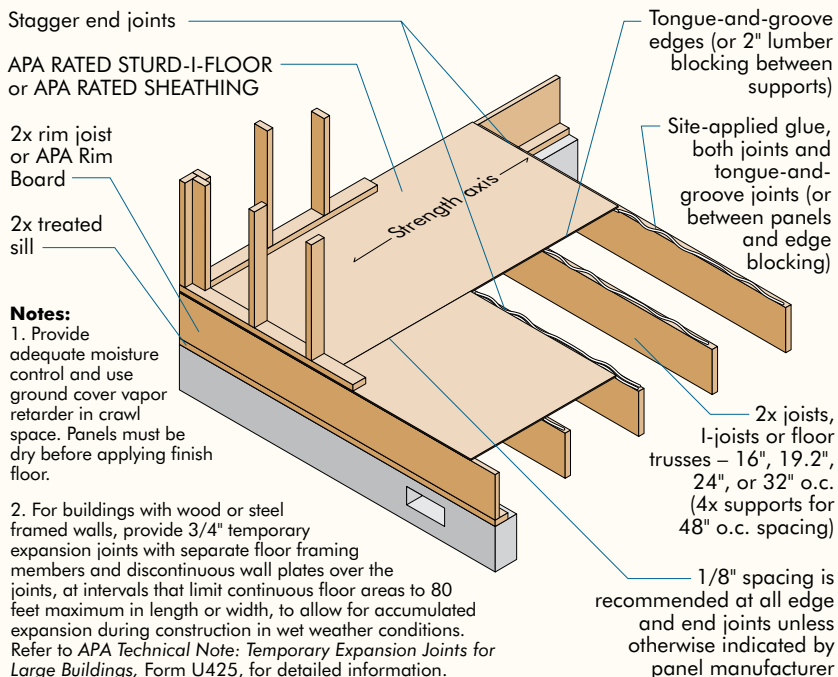 Stagger end joints
APA RATED STURD-I-FLOOR
or APA RATED SHEATHING
2x rim joist
or APA Rim
Board
2x treated
sill
Tongue-and-groove
edges (or 2" lumber
blocking between
supports)
Site-applied glue,
both joints and
tongue-and-
groove joints (or
between panels
and edge
blocking)
Strength axis
Notes:
1. Provide
adequate moisture
control and use
ground cover vapor
retarder in crawl
space. Panels must be
dry before applying finish
floor.
2. For buildings with wood or steel
framed walls, provide 3/4" temporary
expansion joints with separate floor framing
members and discontinuous wall plates over the
joints, at intervals that limit continuous floor areas to 80
feet maximum in length or width, to allow for accumulated
expansion during construction in wet weather conditions.
Refer to APA Technical Note: Temporary Expansion Joints for
Large Buildings, Form U425, for detailed information.
2x joists,
I-joists or floor
trusses – 16", 19.2",
24", or 32" o.c.
(4x supports for
48" o.c. spacing)
1/8" spacing is
recommended at all edge
and end joints unless
otherwise indicated by
panel manufacturer